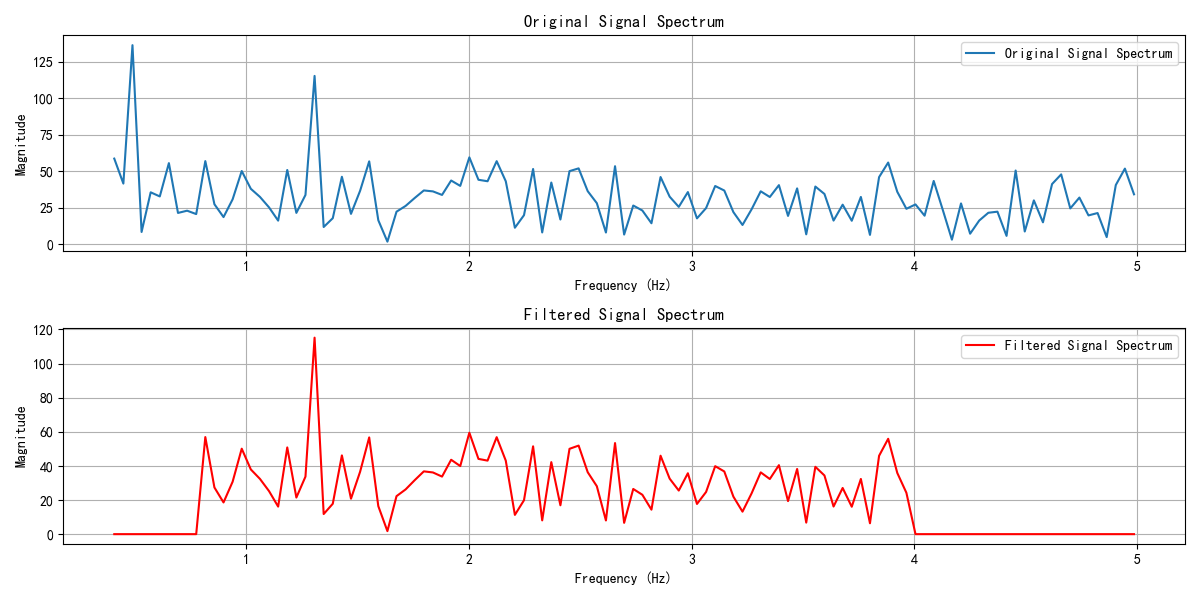 Original Signal Spectrum
Original Signal Spectrum
125
100
75
50
25
0
Magnitude
1 2 3 4 5
Frequency (Hz)
Filtered Signal Spectrum
Filtered Signal Spectrum
120
100
80
60
40
20
0
Magnitude
1 2 3 4 5
Frequency (Hz)